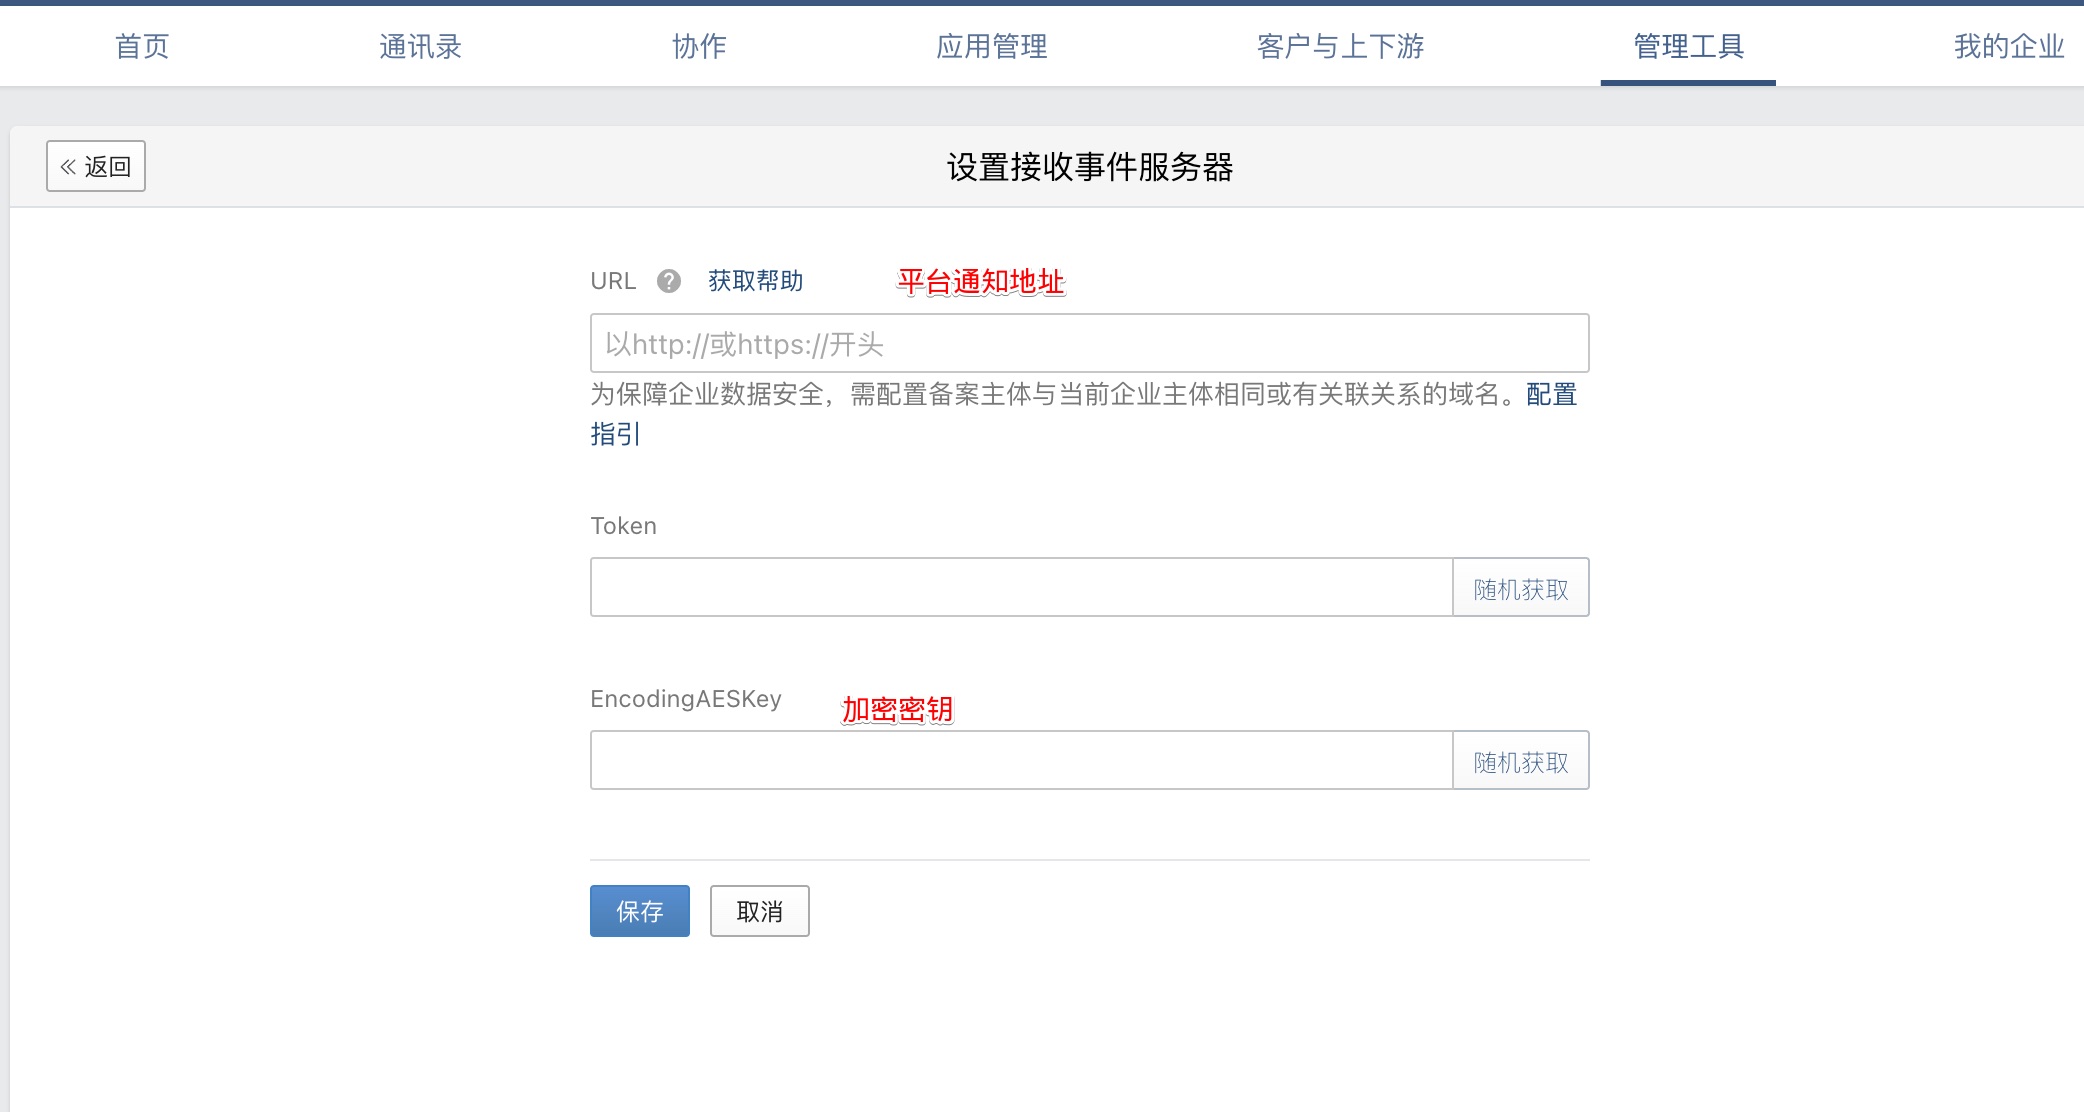 首页 通讯录 协作 应用管理 客户与上下游 管理工具 我的企业
« 返回
设置接收事件服务器
URL ? 获取帮助 平台通知地址
以http://或https://开头
为保障企业数据安全，需配置备案主体与当前企业主体相同或有关联关系的域名。配置
指引
Token
随机获取
EncodingAESKey 加密密钥
随机获取
保存 取消